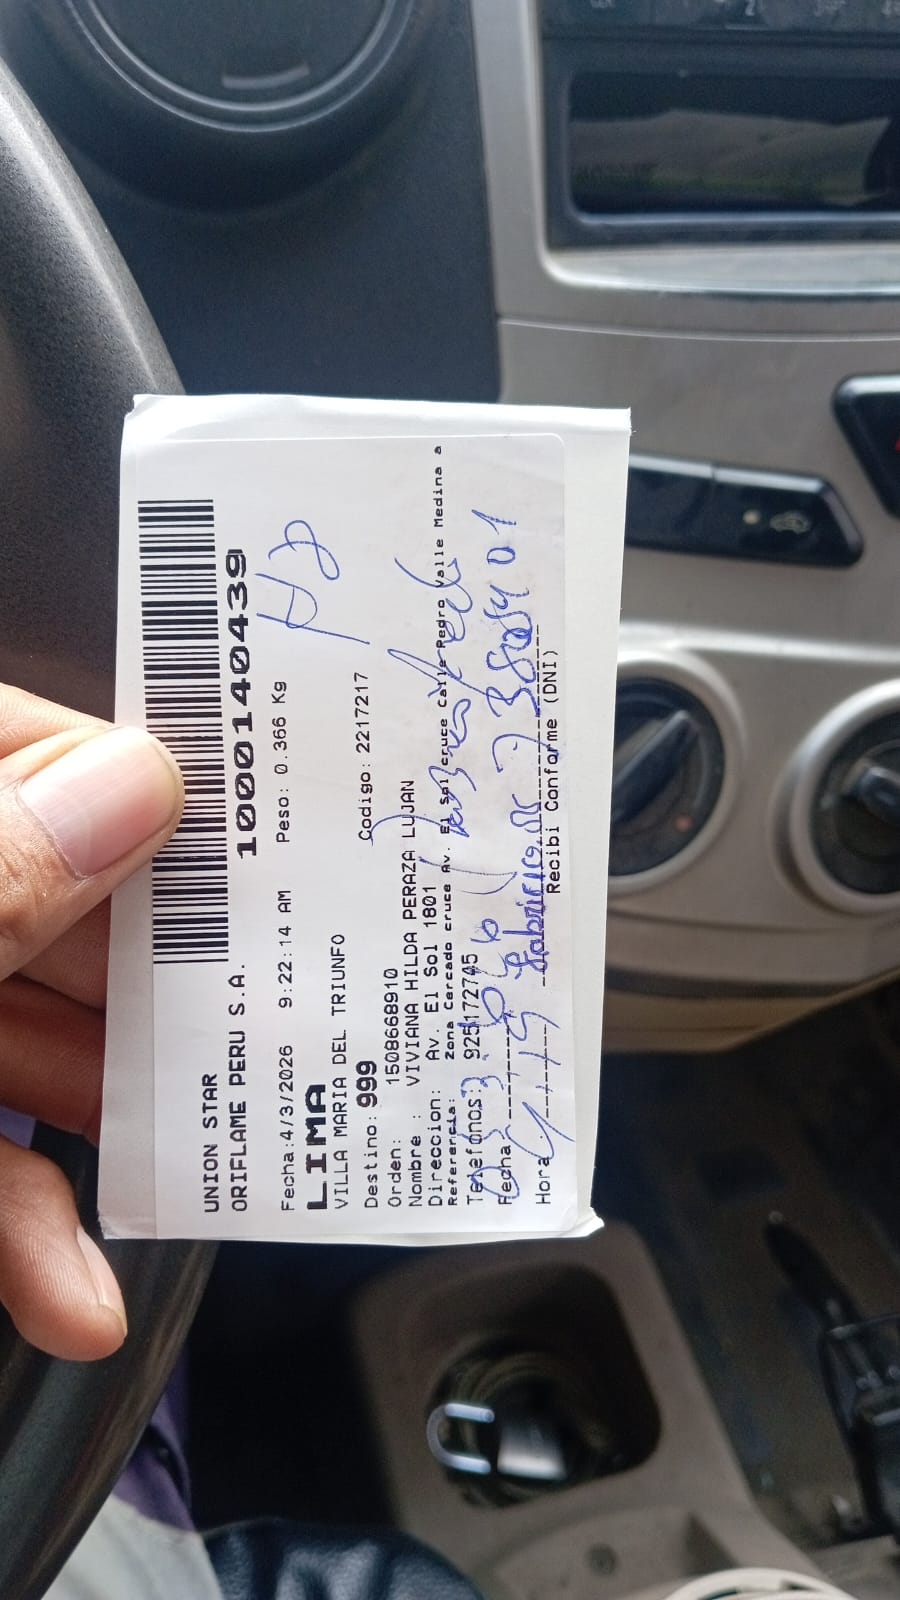 UNION STAR
ORIFLAME PERU S.A. 1000140439
Fecha:4/3/2026 9:22:14 AM Peso: 0.366 Kg
LIMA
VILLA MARIA DEL TRIUNFO
Destino: 999 Codigo: 2217217
Orden: 1508668910
Nombre : VIVIANA HILDA PERAZA LUJAN
Direccion: Av. El Sol 1801
Referencia: Zona Cercado cruce Av. El Sol cruce Calle Pedro Valle Medina a
Telefonos: 925172745
Fecha:
Hora:
Recibi Conforme (DNI)